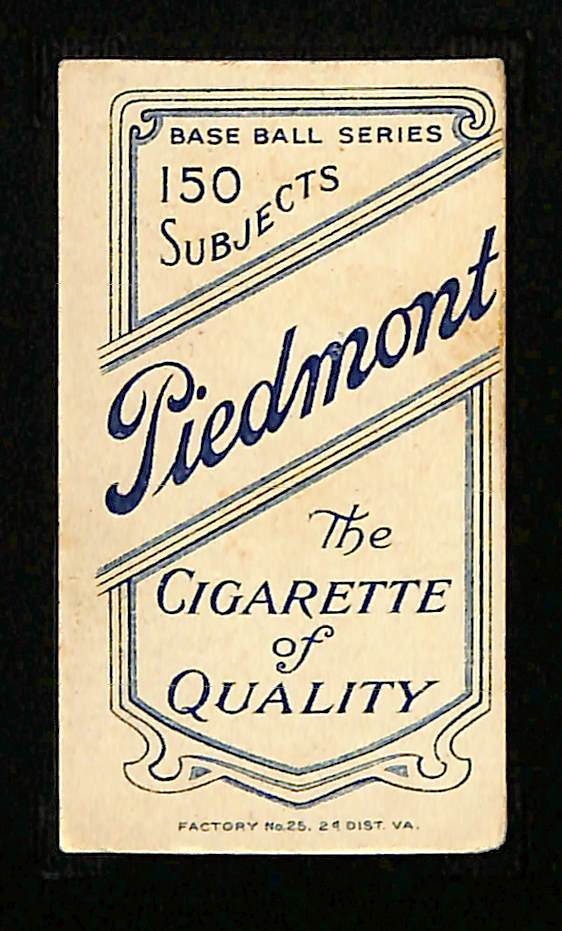 BASE BALL SERIES
150
SUBJECTS
Piedmont
The
CIGARETTE
of
QUALITY
FACTORY No. 25, 2d DIST. VA.